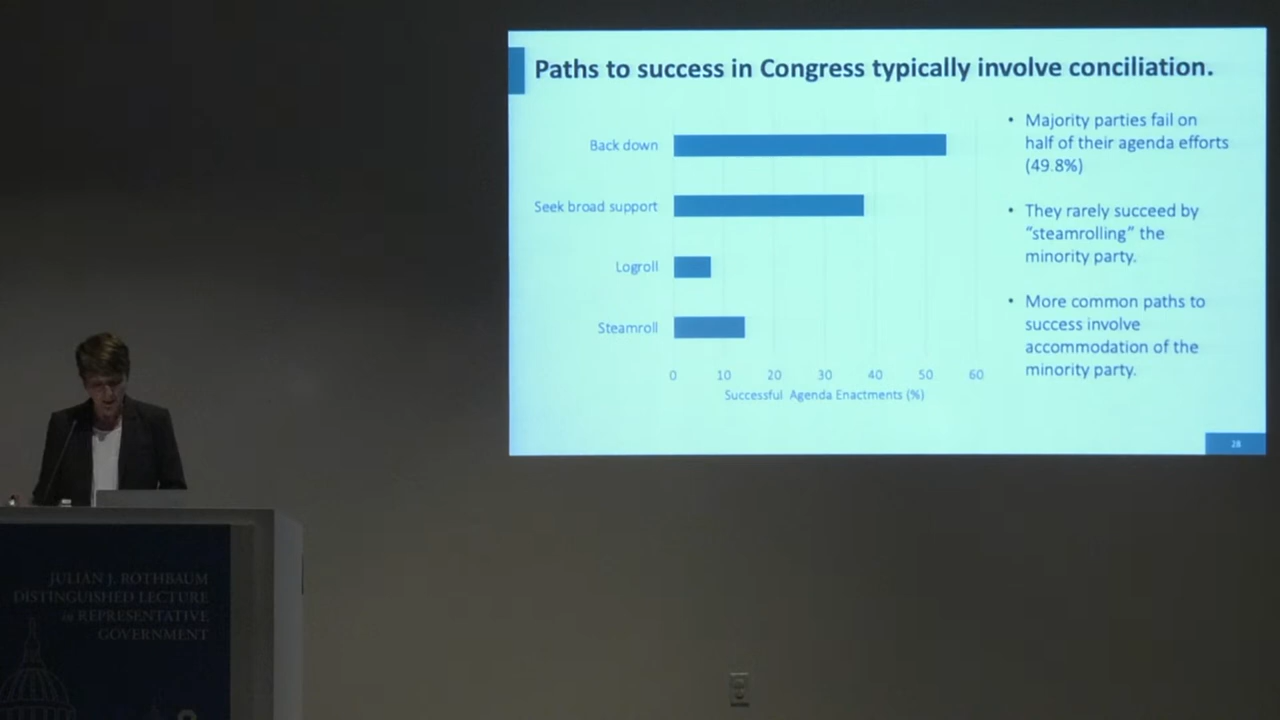 Paths to success in Congress typically involve conciliation.
Back down
Seek broad support
Logroll
Steamroll
0 10 20 30 40 50 60
Successful Agenda Enactments (%)
• Majority parties fail on
half of their agenda efforts
(49.8%)
• They rarely succeed by
“steamrolling” the
minority party.
• More common paths to
success involve
accommodation of the
minority party.
28
JULIAN J. ROTHBAUM
DISTINGUISHED LECTURE
in REPRESENTATIVE
GOVERNMENT